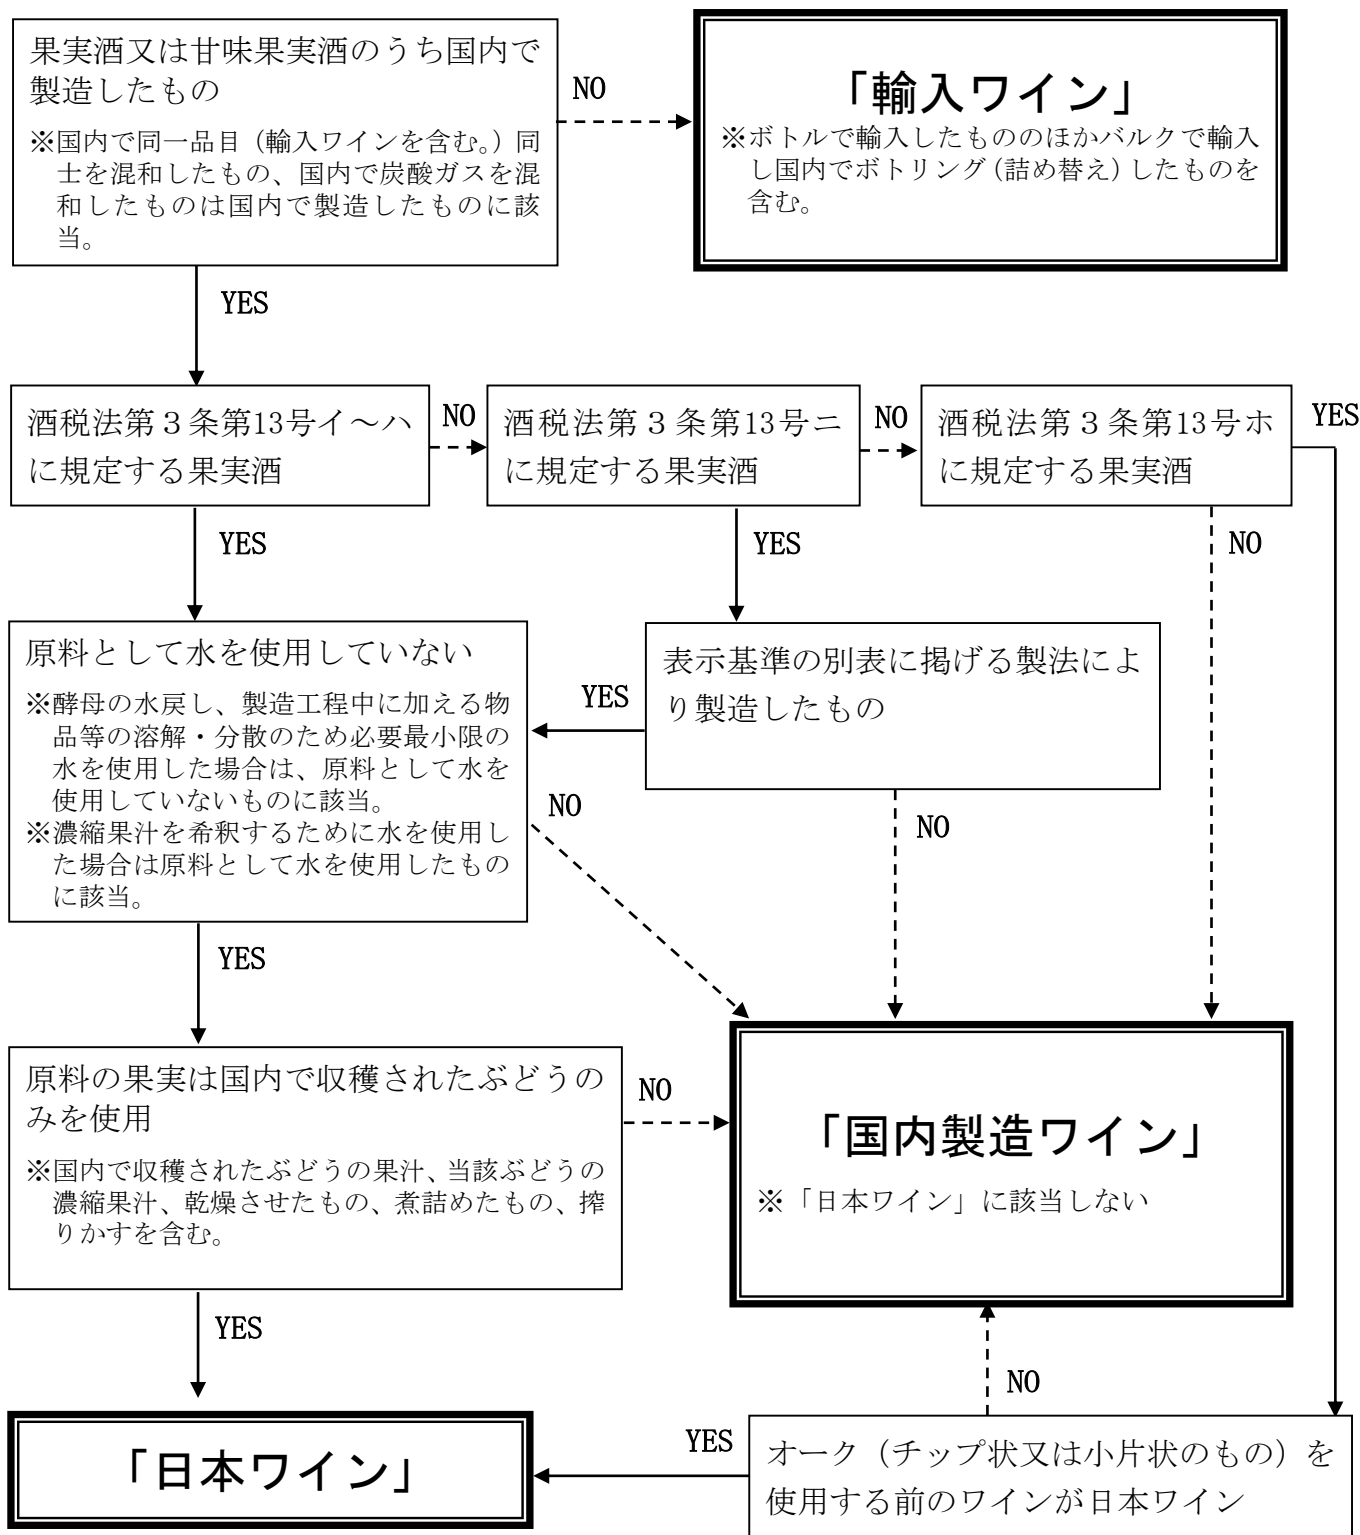 果実酒又は甘味果実酒のうち国内で
製造したもの
※国内で同一品目（輸入ワインを含む。）同
士を混和したもの、国内で炭酸ガスを混
和したものは国内で製造したものに該
当。
NO
「輸入ワイン」
※ボトルで輸入したもののほかバルクで輸入
し国内でボトリング（詰め替え）したものを
含む。
YES
酒税法第３条第13号イ～ハ
に規定する果実酒
NO
酒税法第３条第13号ニ
に規定する果実酒
NO
酒税法第３条第13号ホ
に規定する果実酒
YES
YES
YES
NO
原料として水を使用していない
※酵母の水戻し、製造工程中に加える物
品等の溶解・分散のため必要最小限の
水を使用した場合は、原料として水を
使用していないものに該当。
※濃縮果汁を希釈するために水を使用し
た場合は原料として水を使用したもの
に該当。
YES
表示基準の別表に掲げる製法によ
り製造したもの
NO
NO
YES
原料の果実は国内で収穫されたぶどうの
みを使用
※国内で収穫されたぶどうの果汁、当該ぶどうの
濃縮果汁、乾燥させたもの、煮詰めたもの、搾
りかすを含む。
NO
「国内製造ワイン」
※「日本ワイン」に該当しない
YES
NO
「日本ワイン」
YES
オーク（チップ状又は小片状のもの）を
使用する前のワインが日本ワイン